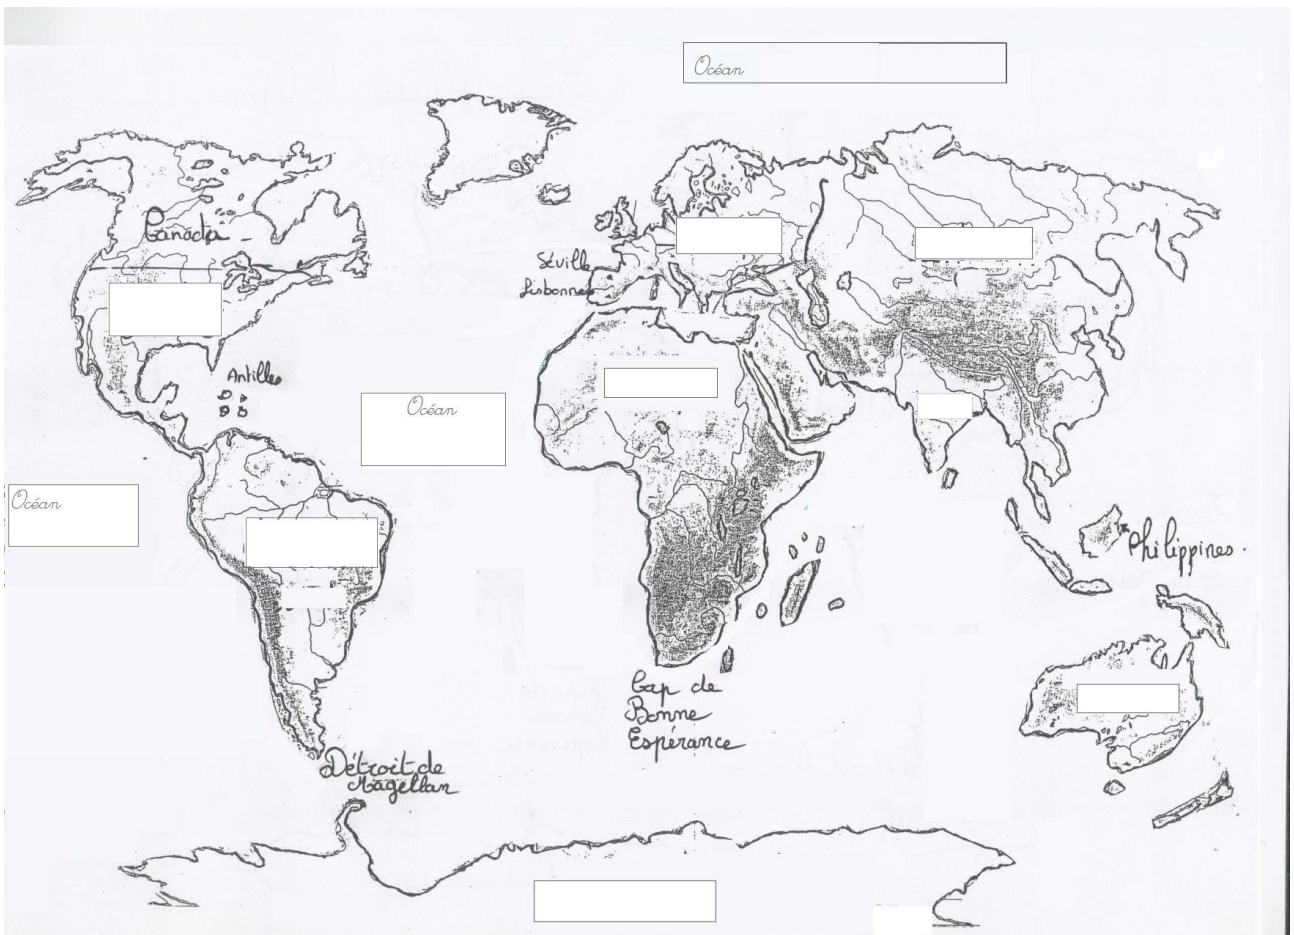 Océan
Canada
Séville
Lisbonne
Antilles
Océan
Océan
Philippines.
Cap de
Bonne
Espérance
Détroit de
Magellan